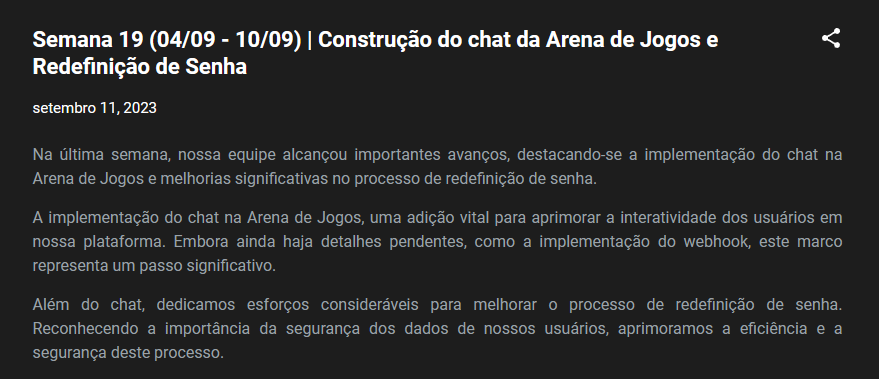 Semana 19 (04/09 - 10/09) | Construção do chat da Arena de Jogos e
Redefinição de Senha
setembro 11, 2023
Na última semana, nossa equipe alcançou importantes avanços, destacando-se a implementação do chat na
Arena de Jogos e melhorias significativas no processo de redefinição de senha.
A implementação do chat na Arena de Jogos, uma adição vital para aprimorar a interatividade dos usuários em
nossa plataforma. Embora ainda haja detalhes pendentes, como a implementação do webhook, este marco
representa um passo significativo.
Além do chat, dedicamos esforços consideráveis para melhorar o processo de redefinição de senha.
Reconhecendo a importância da segurança dos dados de nossos usuários, aprimoramos a eficiência e a
segurança deste processo.